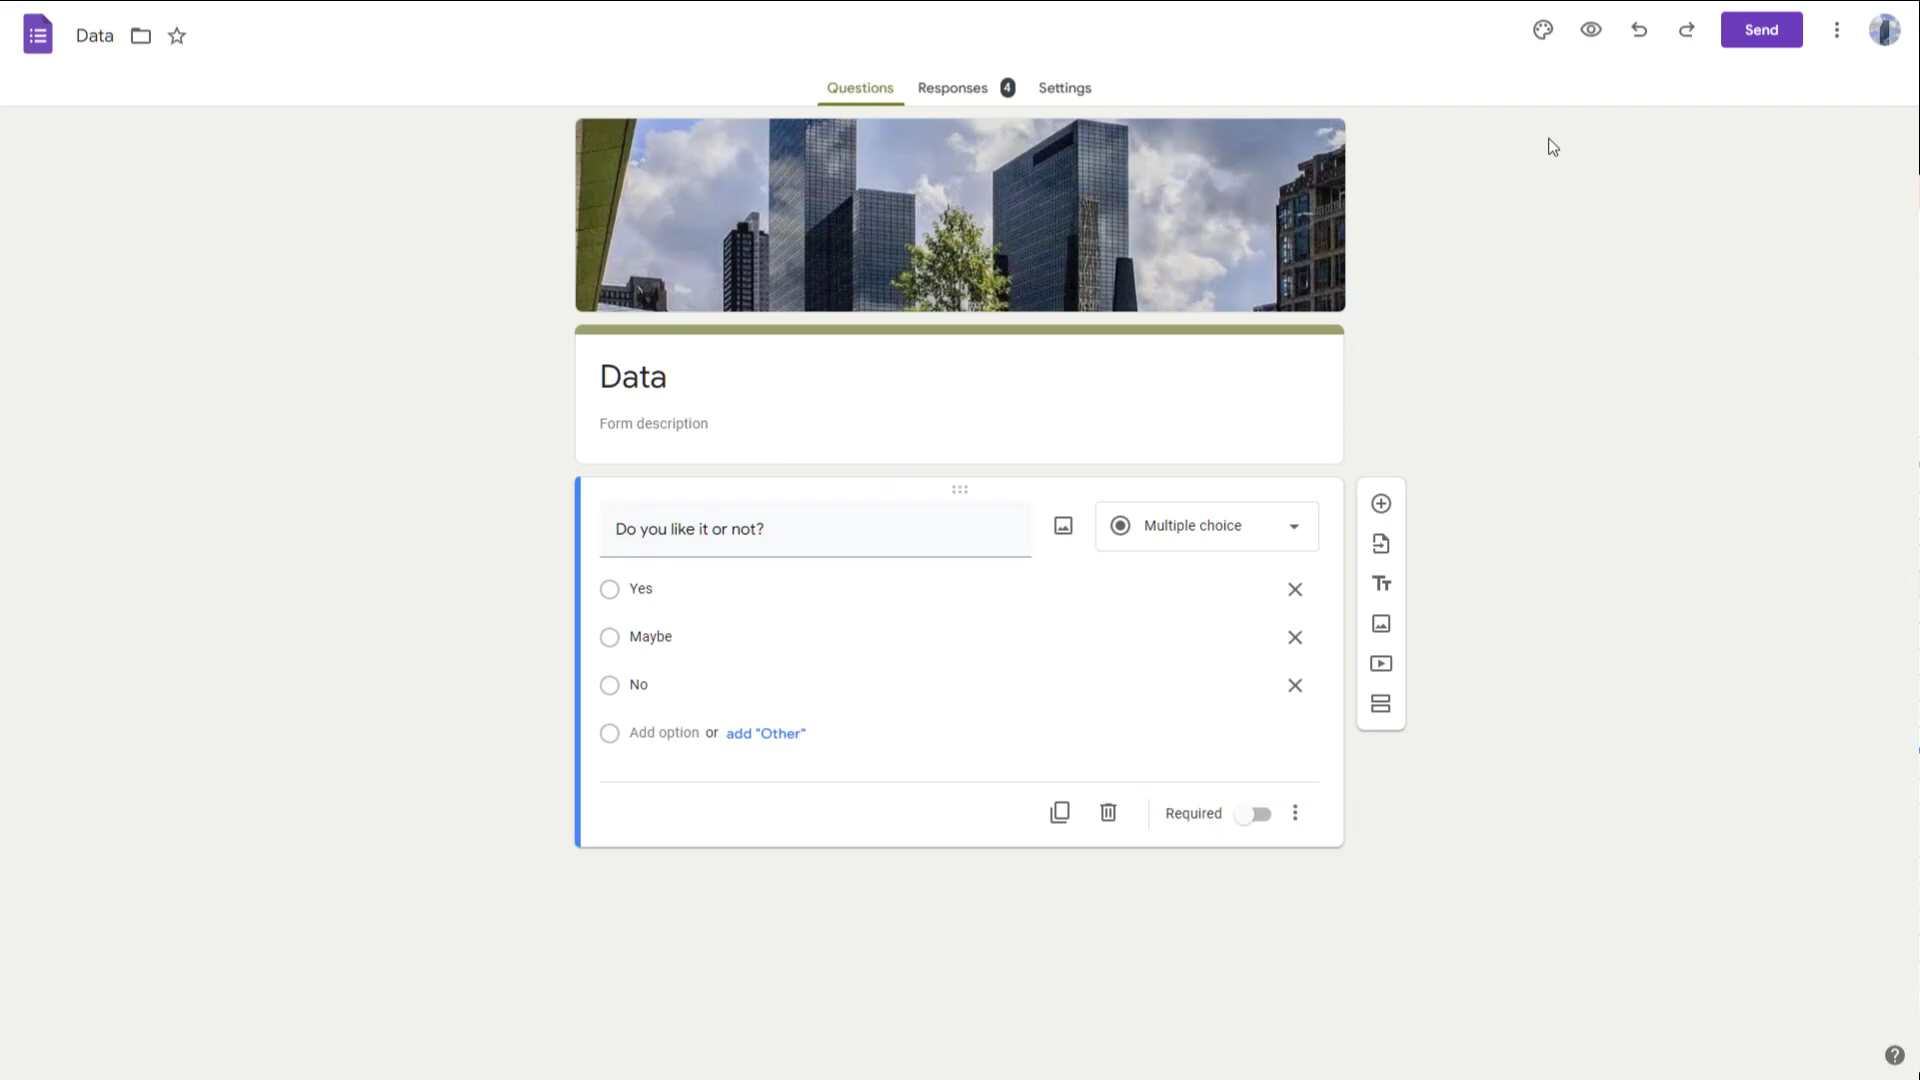 Data
Send
Questions Responses 4 Settings
Data
Form description
Do you like it or not?
Multiple choice
Yes
Maybe
No
Add option or add "Other"
Required